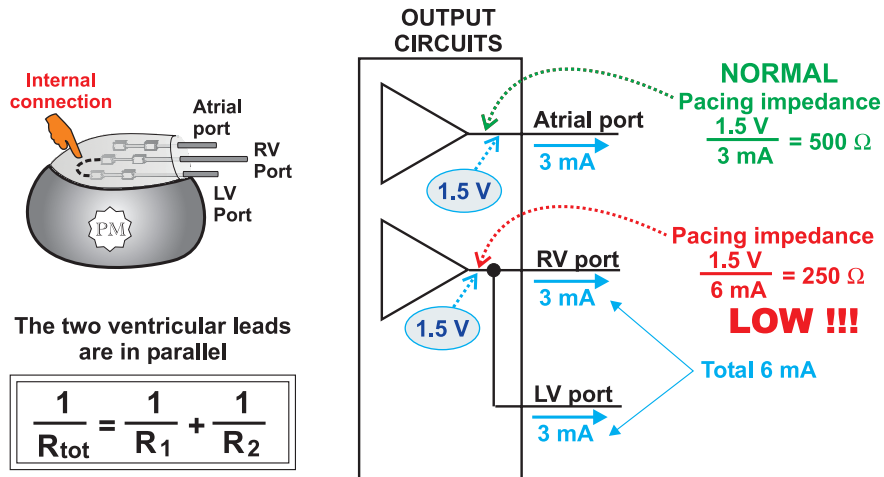 OUTPUT
CIRCUITS
Internal
connection
Atrial
port
RV
Port
LV
Port
PM
NORMAL
Pacing impedance
1.5 V
3 mA
= 500 Ω
Atrial port
3 mA
1.5 V
Pacing impedance
1.5 V
6 mA
= 250 Ω
LOW !!!
RV port
3 mA
1.5 V
Total 6 mA
LV port
3 mA
The two ventricular leads
are in parallel
1/Rtot = 1/R1 + 1/R2